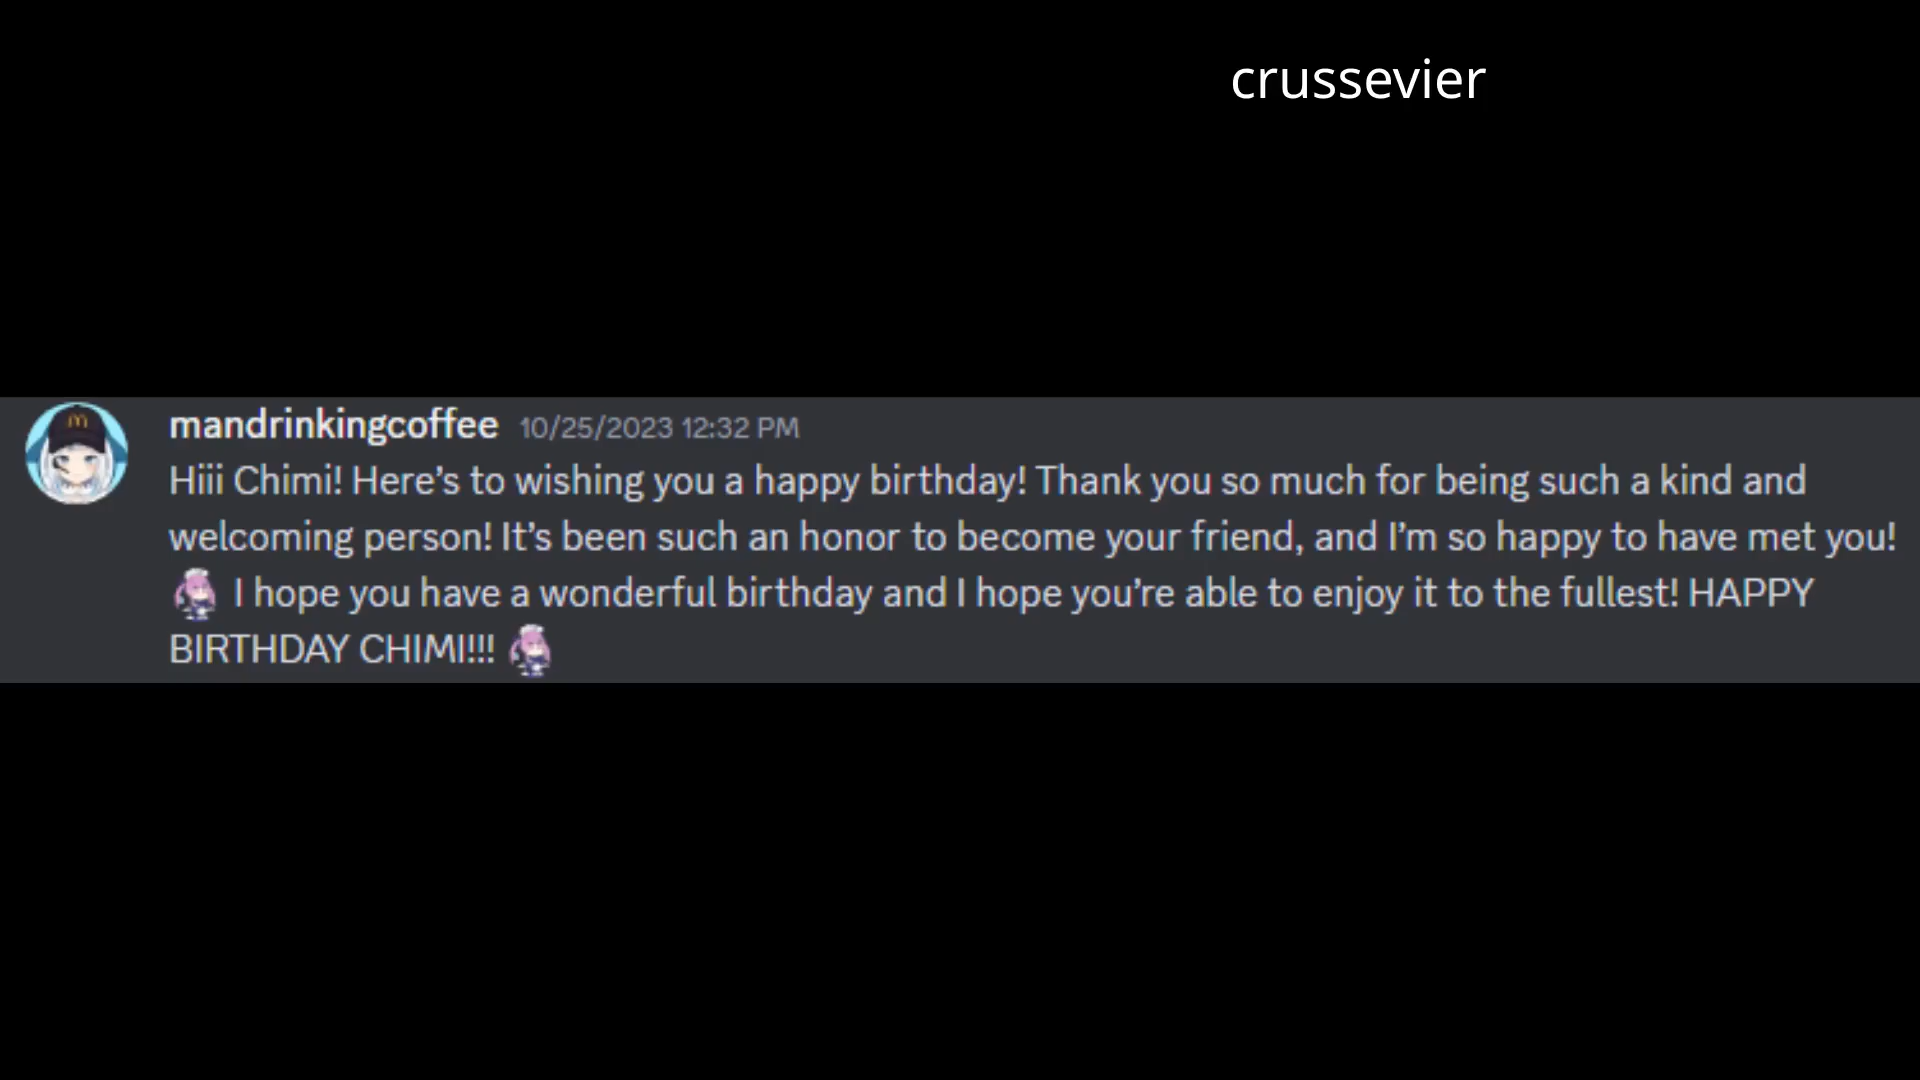 crussevier
mandrinkingcoffee 10/25/2023 12:32 PM
Hiii Chimi! Here’s to wishing you a happy birthday! Thank you so much for being such a kind and
welcoming person! It’s been such an honor to become your friend, and I’m so happy to have met you!
I hope you have a wonderful birthday and I hope you’re able to enjoy it to the fullest! HAPPY
BIRTHDAY CHIMI!!!